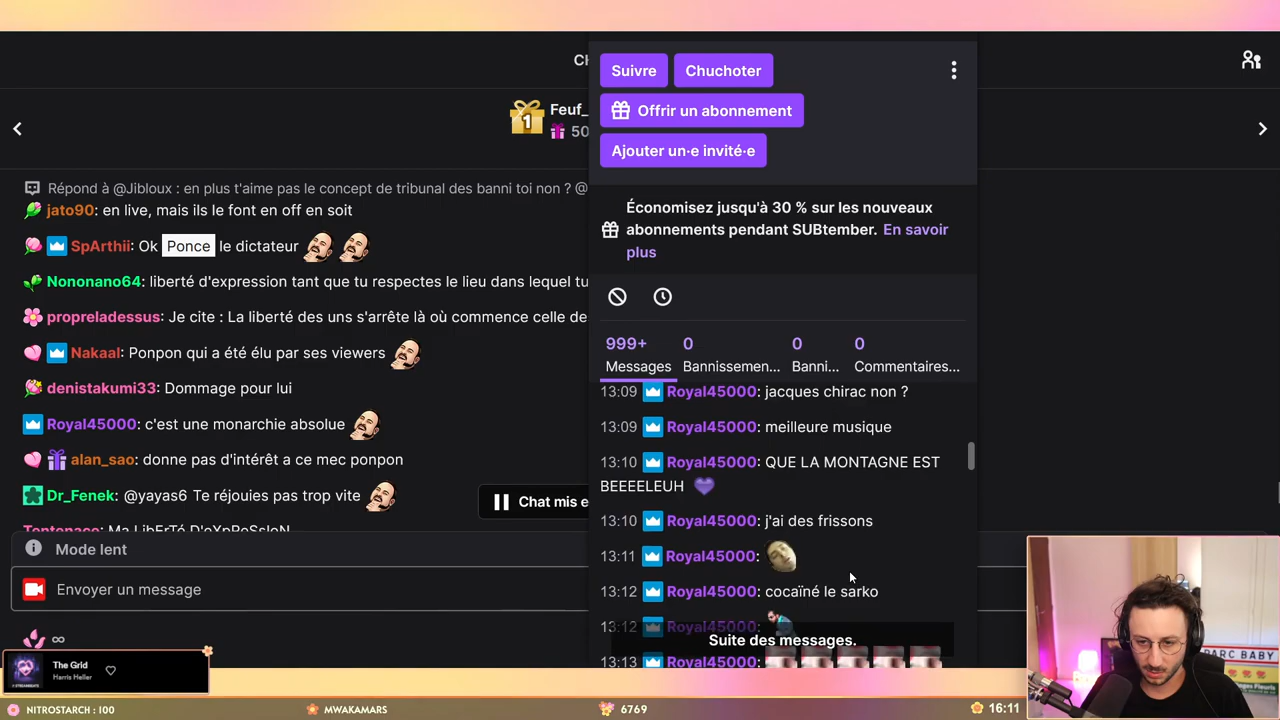 Suivre
Chuchoter
Offrir un abonnement
Ajouter un·e invité·e
Économisez jusqu'à 30 % sur les nouveaux
abonnements pendant SUBtember. En savoir
plus
999+
Messages
0
Bannissemen...
0
Banni...
0
Commentaires...
13:09 Royal45000: jacques chirac non ?
13:09 Royal45000: meilleure musique
13:10 Royal45000: QUE LA MONTAGNE EST
BEEEELEUH
13:10 Royal45000: j'ai des frissons
13:11 Royal45000:
13:12 Royal45000: cocaïné le sarko
13:12 Royal45000:
Suite des messages.
13:13 Royal45000:
Feuf_
1
50
Répond à @Jibloux : en plus t'aime pas le concept de tribunal des banni toi non ? @
jato90: en live, mais ils le font en off en soit
SpArthii: Ok Ponce le dictateur
Nononano64: liberté d'expression tant que tu respectes le lieu dans lequel tu
propreladessus: Je cite : La liberté des uns s'arrête là où commence celle de
Nakaal: Ponpon qui a été élu par ses viewers
denistakumi33: Dommage pour lui
Royal45000: c'est une monarchie absolue
alan_sao: donne pas d'intérêt a ce mec ponpon
Dr_Fenek: @yayas6 Te réjouies pas trop vite
Tentenace: Ma LibErTé D'eXpReSsIoN
Chat mis e
Mode lent
Envoyer un message
∞
The Grid
Harris Heller
PARC BABY
NITROSTARCH : 100
MWAKAMARS
6769
16:11